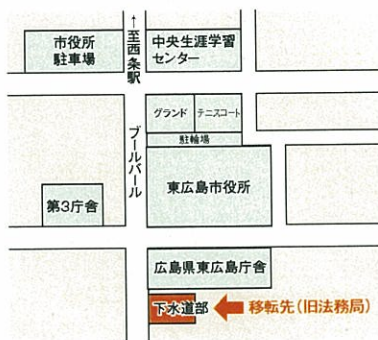 ↑至西条駅
市役所
駐車場
中央生涯学習
センター
グランド
テニスコート
駐輪場
ブールバール
東広島市役所
第3庁舎
広島県東広島庁舎
下水道部
移転先(旧法務局)